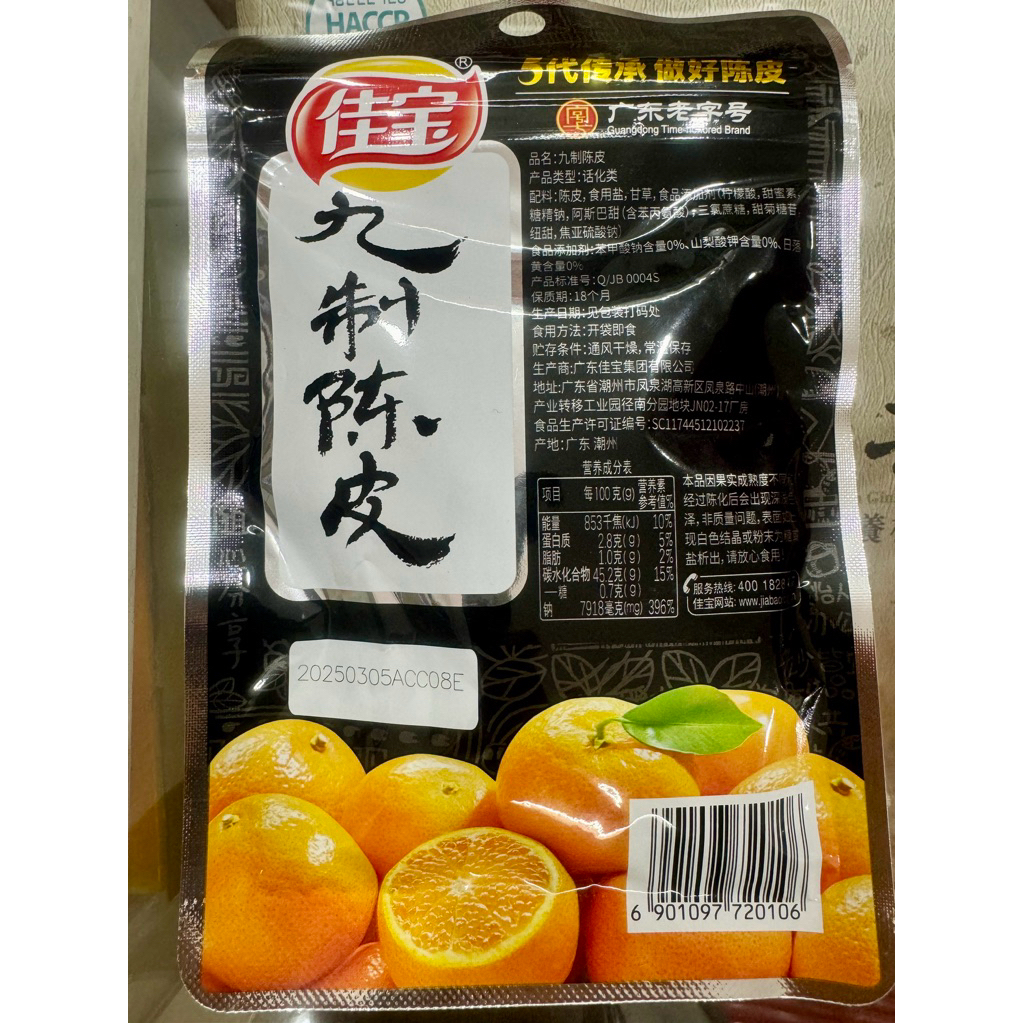 HACCP
佳宝®
5代传承 做好陈皮
广东老字号
Guangdong Time-honored Brand
九制陈皮
品名:九制陈皮
产品类型:话化类
配料:陈皮,食用盐,甘草,食品添加剂(柠檬酸,甜蜜素,
糖精钠,阿斯巴甜(含苯丙氨酸),三氯蔗糖,甜菊糖苷,
纽甜,焦亚硫酸钠)
食品添加剂:苯甲酸钠含量0%、山梨酸钾含量0%、日落
黄含量0%
产品标准号:Q/JB 0004S
保质期:18个月
生产日期:见包装打码处
食用方法:开袋即食
贮存条件:通风干燥,常温保存
生产商:广东佳宝集团有限公司
地址:广东省潮州市凤泉湖高新区凤泉路中山(潮州)
产业转移工业园径南分园地块JN02-17厂房
食品生产许可证编号:SC11744512102237
产地:广东 潮州
营养成分表
项目 每100克(g) 营养素参考值%
能量 853千焦(kJ) 10%
蛋白质 2.8克(g) 5%
脂肪 1.0克(g) 2%
碳水化合物 45.2克(g) 15%
—糖 0.7克(g)
钠 7918毫克(mg) 396%
本品因果实成熟度不
经过陈化后会出现深
泽,非质量问题,表面
现白色结晶或粉末为
盐析出,请放心食用
服务热线:400 182
佳宝网站:www.jiabao
20250305ACC08E
6 901097 720106